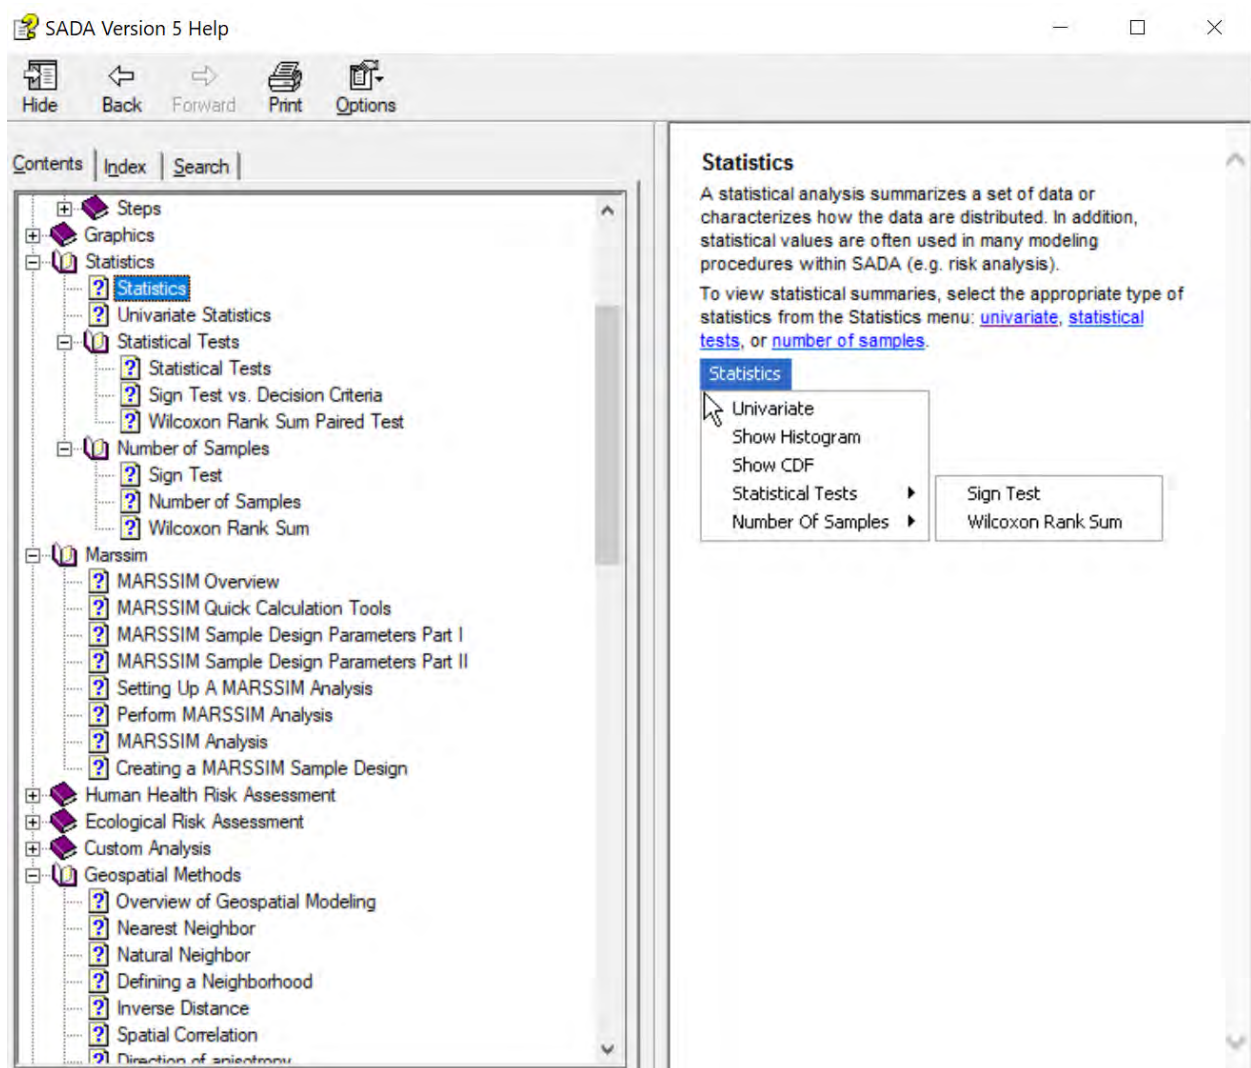 SADA Version 5 Help
Hide Back Forward Print Options
Contents Index Search
Steps
Graphics
Statistics
Statistics
Univariate Statistics
Statistical Tests
Statistical Tests
Sign Test vs. Decision Criteria
Wilcoxon Rank Sum Paired Test
Number of Samples
Sign Test
Number of Samples
Wilcoxon Rank Sum
Marssim
MARSSIM Overview
MARSSIM Quick Calculation Tools
MARSSIM Sample Design Parameters Part I
MARSSIM Sample Design Parameters Part II
Setting Up A MARSSIM Analysis
Perform MARSSIM Analysis
MARSSIM Analysis
Creating a MARSSIM Sample Design
Human Health Risk Assessment
Ecological Risk Assessment
Custom Analysis
Geospatial Methods
Overview of Geospatial Modeling
Nearest Neighbor
Natural Neighbor
Defining a Neighborhood
Inverse Distance
Spatial Correlation
Direction of anisotropy
Statistics
A statistical analysis summarizes a set of data or
characterizes how the data are distributed. In addition,
statistical values are often used in many modeling
procedures within SADA (e.g. risk analysis).
To view statistical summaries, select the appropriate type of
statistics from the Statistics menu: univariate, statistical
tests, or number of samples.
Statistics
Univariate
Show Histogram
Show CDF
Statistical Tests
Number Of Samples
Sign Test
Wilcoxon Rank Sum